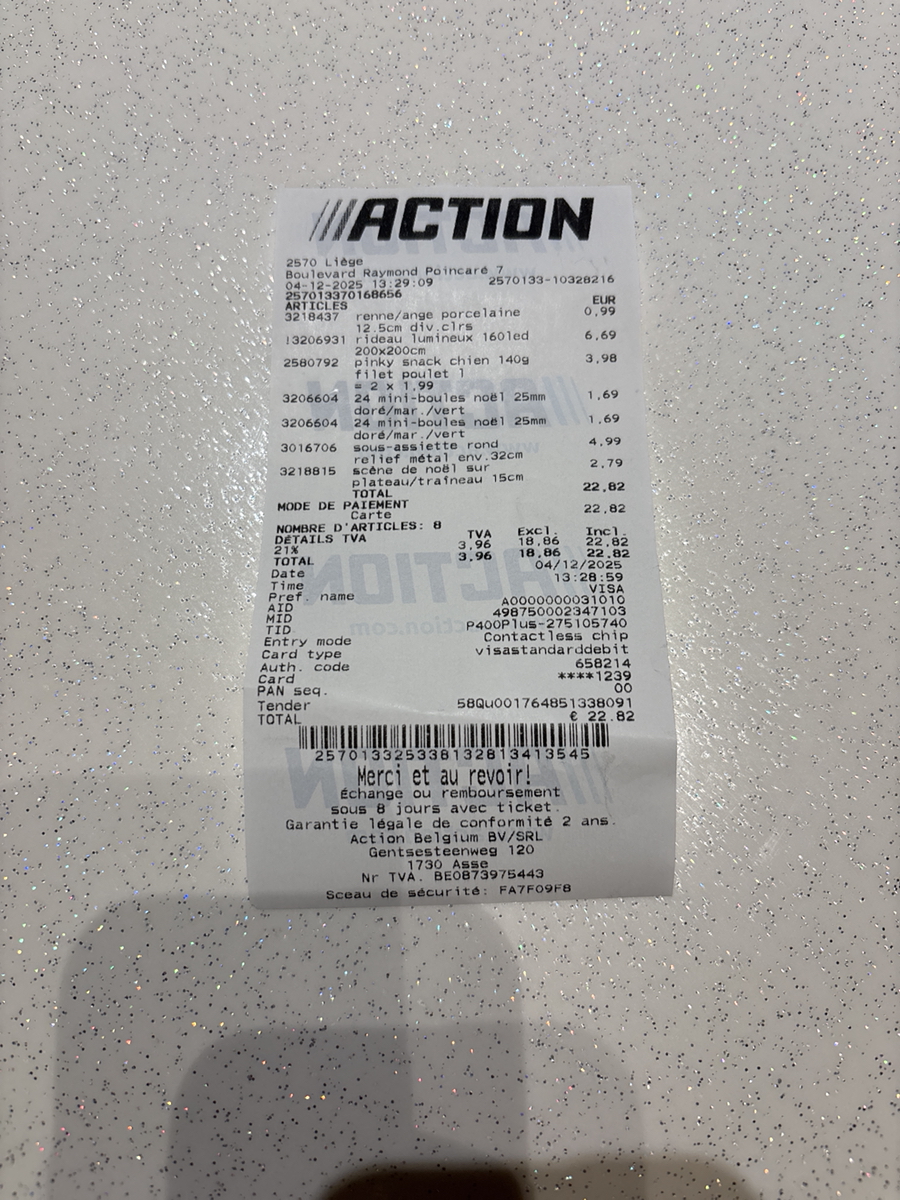 ///ACTION
2570 Liège
Boulevard Raymond Poincaré 7
04-12-2025 13:29:09 2570133-10328216
257013370168656
ARTICLES EUR
3218437 renne/ange porcelaine 0,99
12.5cm div.clrs
13206931 rideau lumineux 160led 6,69
200x200cm
2580792 pinky snack chien 140g 3,98
filet poulet 1
= 2 x 1,99
3206604 24 mini-boules noël 25mm 1,69
doré/mar./vert
3206604 24 mini-boules noël 25mm 1,69
doré/mar./vert
3016706 sous-assiette rond 4,99
relief métal env.32cm
3218815 scène de noël sur 2,79
plateau/traîneau 15cm
TOTAL 22,82
MODE DE PAIEMENT
Carte 22,82
NOMBRE D'ARTICLES: 8
DÉTAILS TVA TVA Excl. Incl.
21% 3,96 18,86 22,82
TOTAL 3,96 18,86 22,82
Date 04/12/2025
Time 13:28:59
Pref. name VISA
AID A0000000031010
MID 498750002347103
TID P400Plus-275105740
Entry mode Contactless chip
Card type visastandarddebit
Auth. code 658214
Card ****1239
PAN seq. 00
Tender 58Qu001764851338091
TOTAL € 22.82
2570133253381328134​13545
Merci et au revoir!
Échange ou remboursement
sous 8 jours avec ticket.
Garantie légale de conformité 2 ans.
Action Belgium BV/SRL
Gentsesteenweg 120
1730 Asse
Nr TVA. BE0873975443
Sceau de sécurité: FA7F09F8